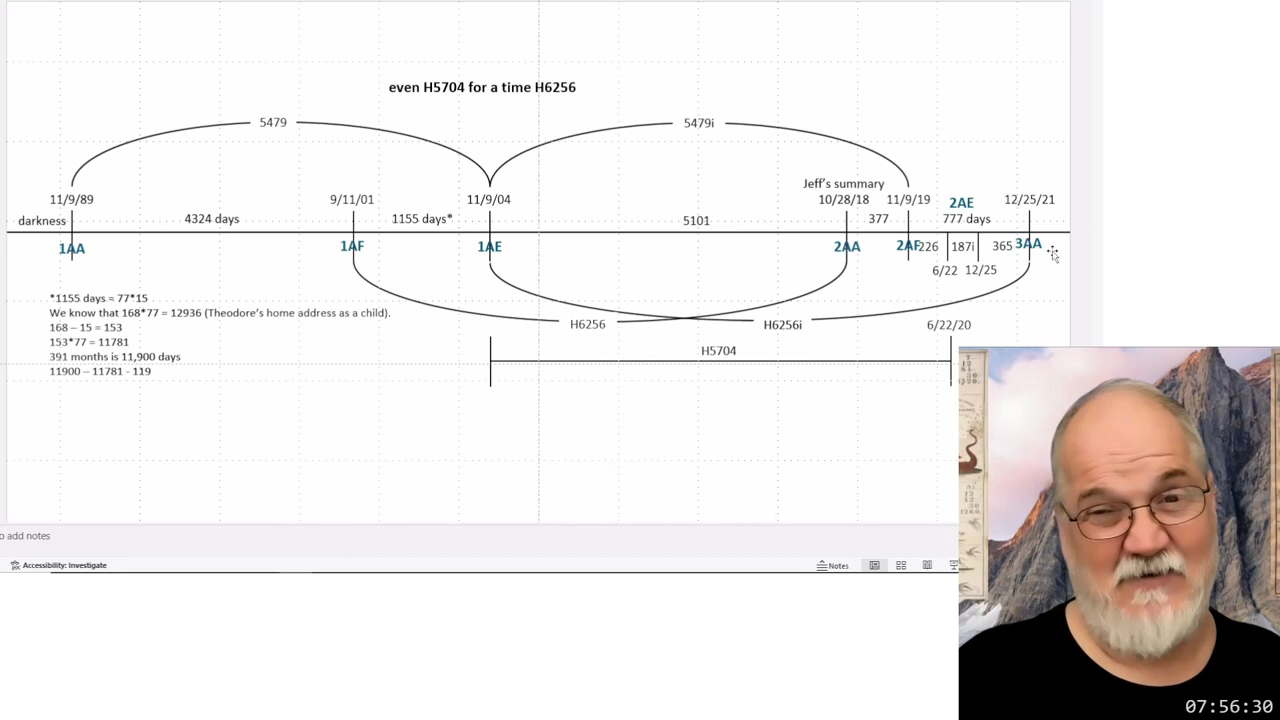 even H5704 for a time H6256
5479
5479i
Jeff's summary
11/9/89
9/11/01
11/9/04
10/28/18
11/9/19
2AE
12/25/21
darkness
4324 days
1155 days*
5101
377
777 days
1AA
1AF
1AE
2AA
2AF
226
187i
365
3AA
6/22
12/25
*1155 days = 77*15
We know that 168*77 = 12936 (Theodore's home address as a child).
168 – 15 = 153
153*77 = 11781
391 months is 11,900 days
11900 – 11781 - 119
H6256
H6256i
6/22/20
H5704
o add notes
Accessibility: Investigate
Notes
07:56:30